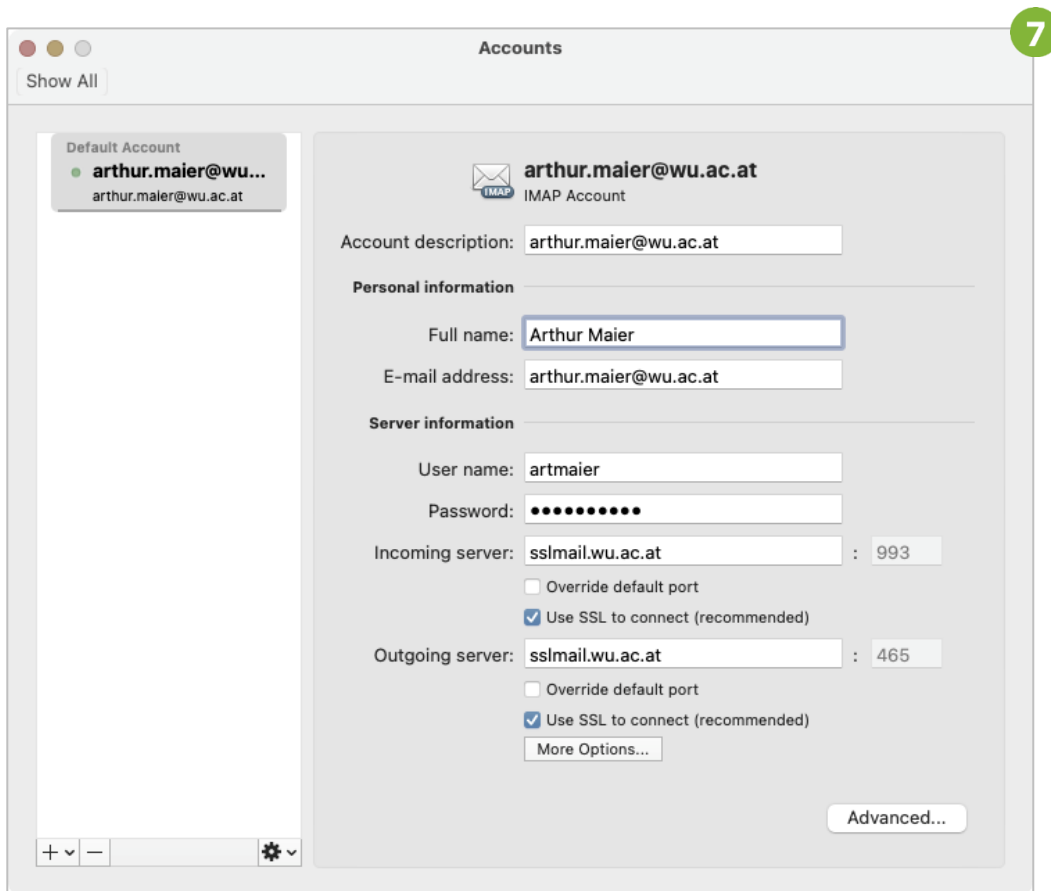 7
Accounts
Show All
Default Account
arthur.maier@wu...
arthur.maier@wu.ac.at
IMAP
arthur.maier@wu.ac.at
IMAP Account
Account description: arthur.maier@wu.ac.at
Personal information
Full name: Arthur Maier
E-mail address: arthur.maier@wu.ac.at
Server information
User name: artmaier
Password: ●●●●●●●●●●
Incoming server: sslmail.wu.ac.at : 993
Override default port
Use SSL to connect (recommended)
Outgoing server: sslmail.wu.ac.at : 465
Override default port
Use SSL to connect (recommended)
More Options...
Advanced...